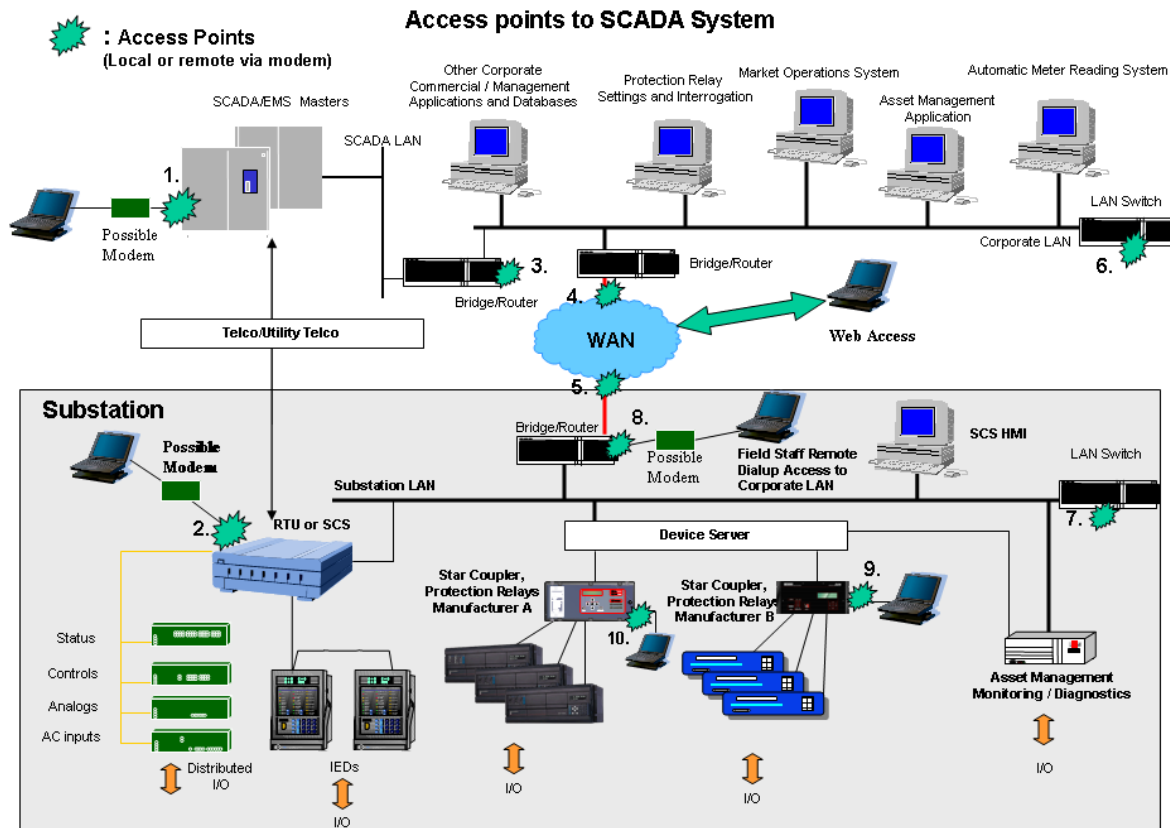 Access points to SCADA System
: Access Points
(Local or remote via modem)
SCADA/EMS Masters
SCADA LAN
Other Corporate
Commercial / Management
Applications and Databases
Protection Relay
Settings and Interrogation
Market Operations System
Asset Management
Application
Automatic Meter Reading System
1.
Possible
Modem
LAN Switch
Corporate LAN
6.
3.
Bridge/Router
Bridge/Router
4.
WAN
Web Access
Telco/Utility Telco
5.
Substation
8.
Bridge/Router
Possible
Modem
Field Staff Remote
Dialup Access to
Corporate LAN
SCS HMI
LAN Switch
7.
Possible
Modem
Substation LAN
2.
RTU or SCS
Device Server
Star Coupler,
Protection Relays
Manufacturer A
10.
Star Coupler,
Protection Relays
Manufacturer B
9.
Status
Controls
Analogs
AC inputs
Distributed
I/O
IEDs
I/O
I/O
I/O
Asset Management
Monitoring / Diagnostics
I/O